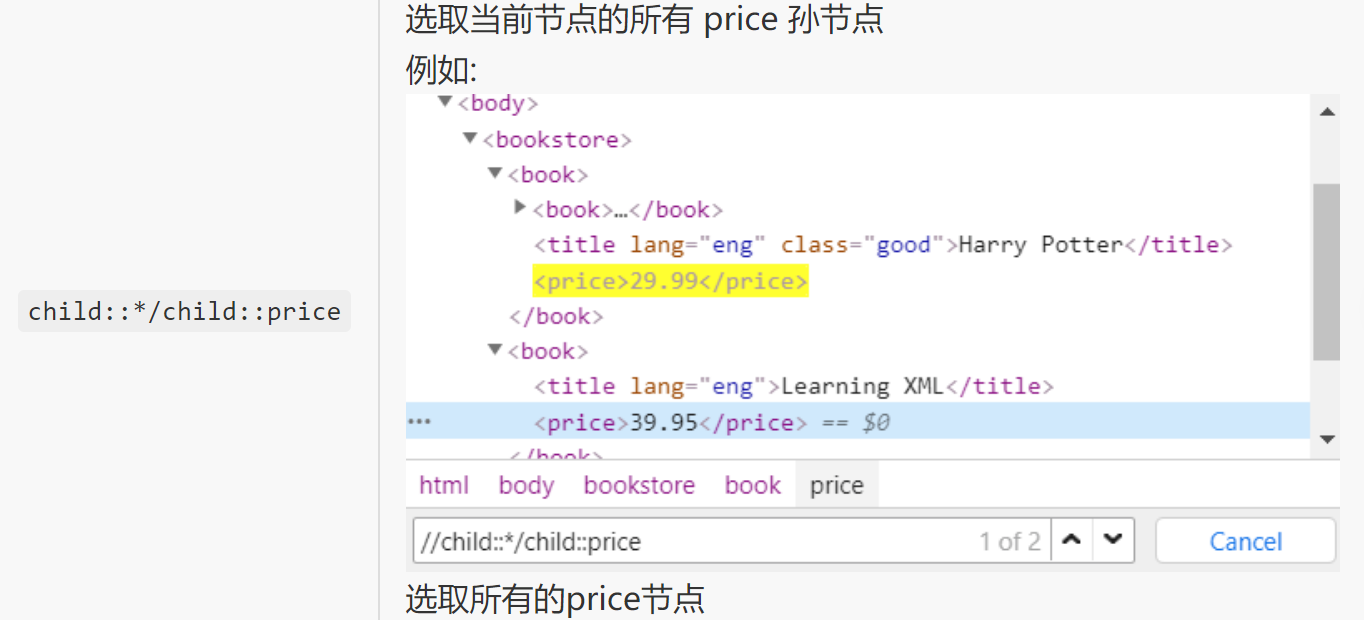 选取当前节点的所有 price 孙节点
例如:
<body>
<bookstore>
<book>
<book>…</book>
<title lang="eng" class="good">Harry Potter</title>
<price>29.99</price>
</book>
<book>
child::*/child::price
<title lang="eng">Learning XML</title>
<price>39.95</price> == $0
</book>
html body bookstore book price
//child::*/child::price 1 of 2 Cancel
选取所有的price节点